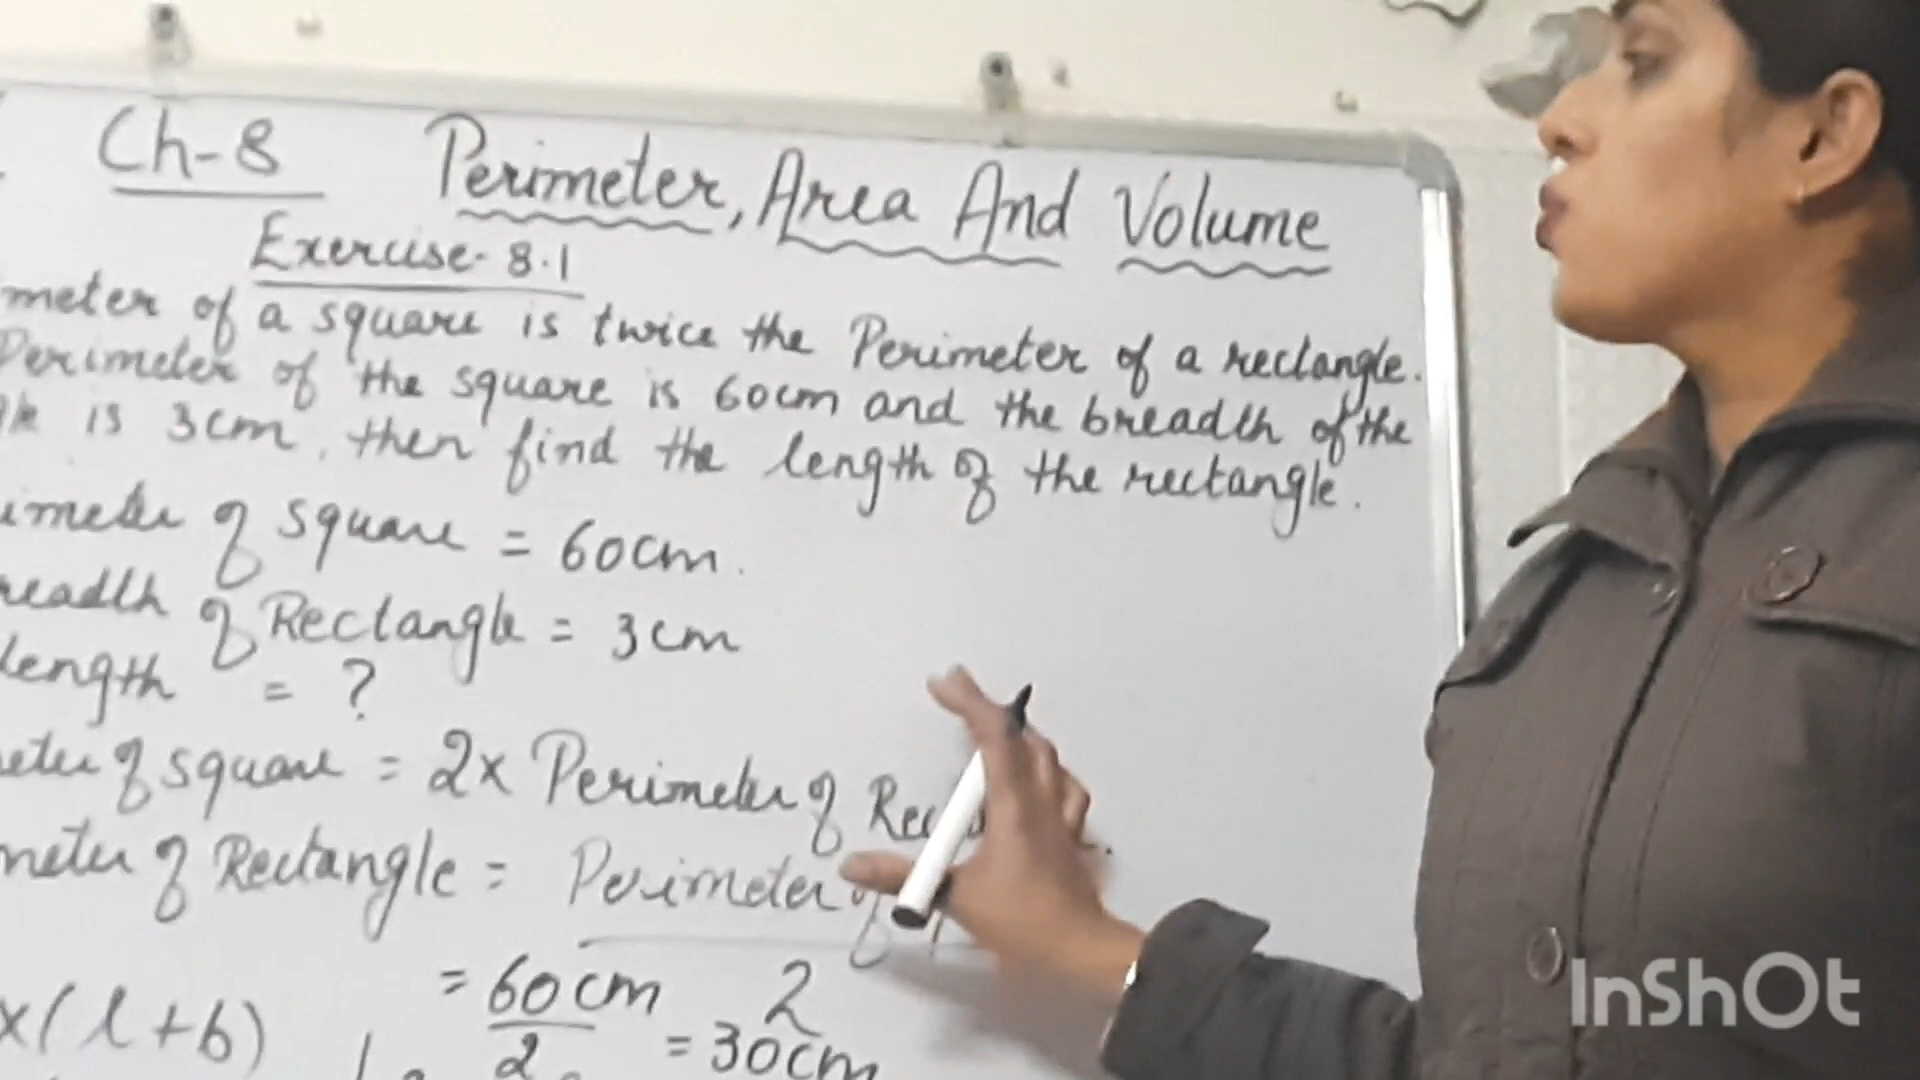 Ch-8 Perimeter, Area And Volume
Exercise-8.1
meter of a square is twice the Perimeter of a rectangle.
Perimeter of the square is 60cm and the breadth of the
is 3cm, then find the length of the rectangle.
imeter of square = 60cm.
readth of Rectangle = 3cm
length = ?
eter of square = 2x Perimeter of Rec
meter of Rectangle = Perimeter of
2
= 60cm
2
= 30cm
x(l+b)
InShOt